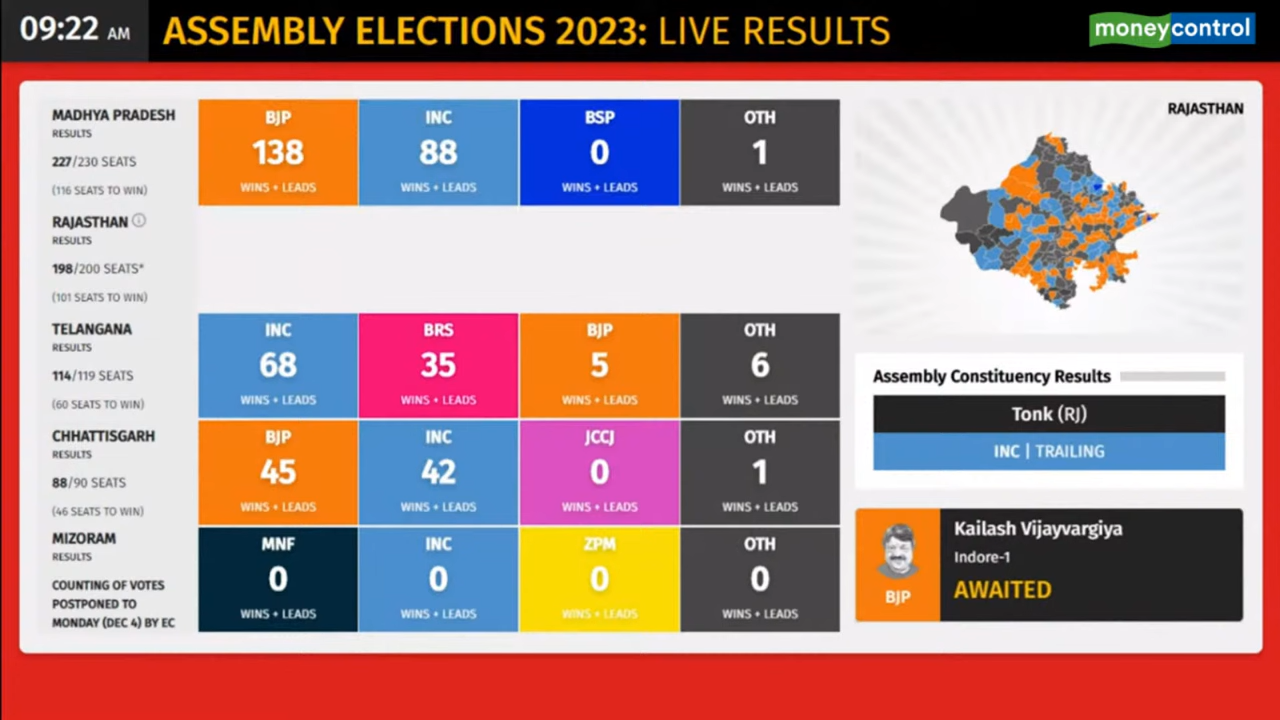 09:22 AM
ASSEMBLY ELECTIONS 2023: LIVE RESULTS
moneycontrol
MADHYA PRADESH
RESULTS
227/230 SEATS
(116 SEATS TO WIN)
BJP
138
WINS + LEADS
INC
88
WINS + LEADS
BSP
0
WINS + LEADS
OTH
1
WINS + LEADS
RAJASTHAN
RESULTS
198/200 SEATS*
(101 SEATS TO WIN)
TELANGANA
RESULTS
114/119 SEATS
(60 SEATS TO WIN)
INC
68
WINS + LEADS
BRS
35
WINS + LEADS
BJP
5
WINS + LEADS
OTH
6
WINS + LEADS
CHHATTISGARH
RESULTS
88/90 SEATS
(46 SEATS TO WIN)
BJP
45
WINS + LEADS
INC
42
WINS + LEADS
JCCJ
0
WINS + LEADS
OTH
1
WINS + LEADS
MIZORAM
RESULTS
COUNTING OF VOTES
POSTPONED TO
MONDAY (DEC 4) BY EC
MNF
0
WINS + LEADS
INC
0
WINS + LEADS
ZPM
0
WINS + LEADS
OTH
0
WINS + LEADS
RAJASTHAN
Assembly Constituency Results
Tonk (RJ)
INC | TRAILING
BJP
Kailash Vijayvargiya
Indore-1
AWAITED